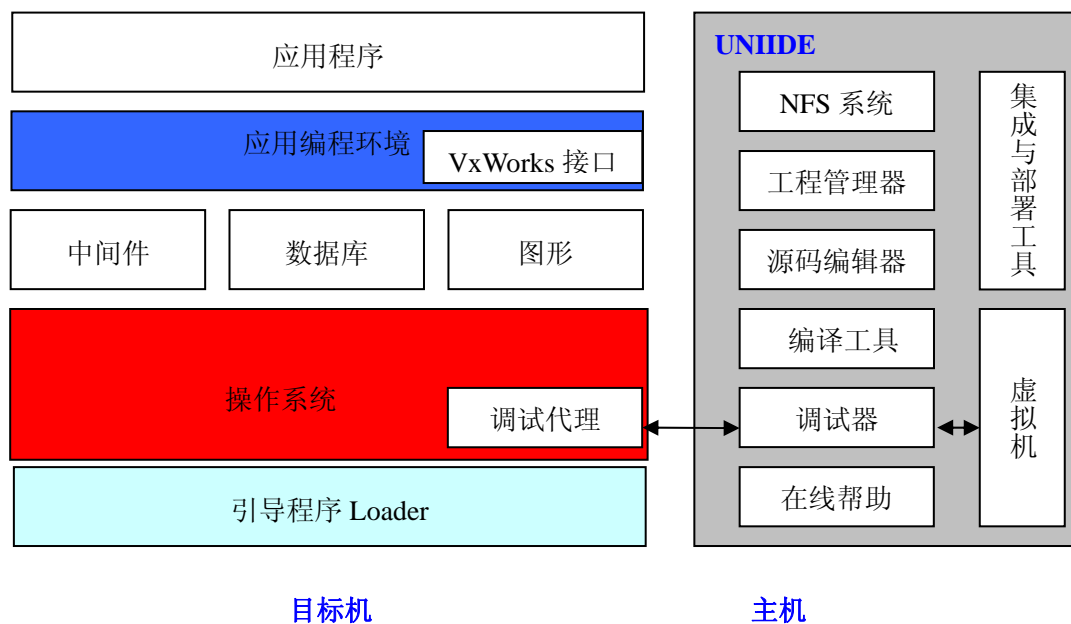 应用程序
应用编程环境
VxWorks 接口
中间件
数据库
图形
操作系统
调试代理
引导程序 Loader
目标机
UNIIDE
NFS 系统
工程管理器
源码编辑器
编译工具
调试器
在线帮助
集成与部署工具
虚拟机
主机